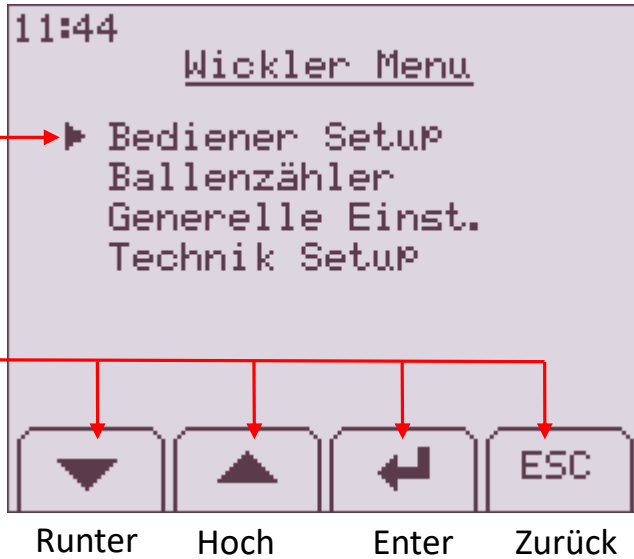 11:44
Wickler Menu
Bediener Setup
Ballenzähler
Generelle Einst.
Technik Setup
ESC
Runter Hoch Enter Zurück